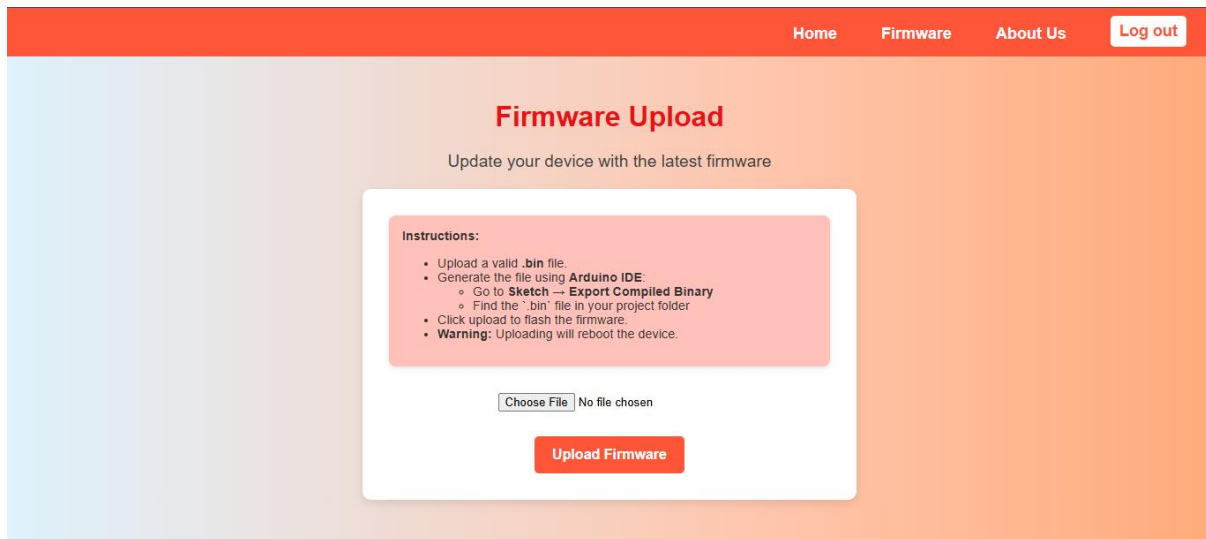 Home Firmware About Us Log out
Firmware Upload
Update your device with the latest firmware
Instructions:
• Upload a valid .bin file.
• Generate the file using Arduino IDE:
◦ Go to Sketch → Export Compiled Binary
◦ Find the `.bin` file in your project folder
• Click upload to flash the firmware.
• Warning: Uploading will reboot the device.
Choose File No file chosen
Upload Firmware